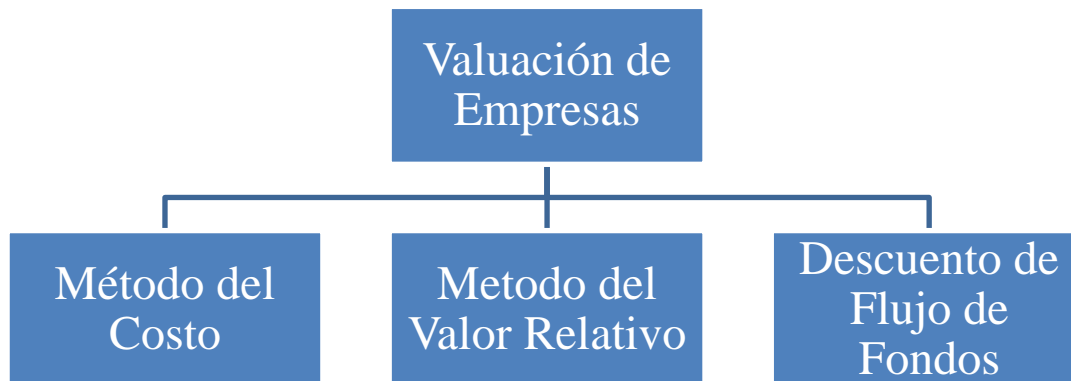 Valuación de
Empresas
Método del
Costo
Metodo del
Valor Relativo
Descuento de
Flujo de
Fondos